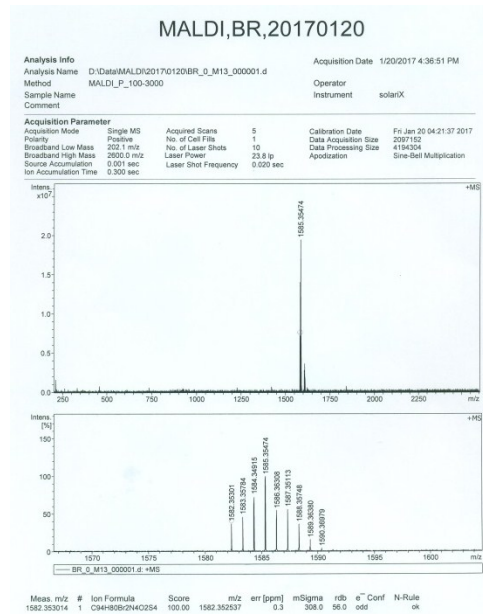 MALDI,BR,20170120
Analysis Info
Acquisition Date 1/20/2017 4:36:51 PM
Analysis Name D:\Data\MALDI\2017\0120\BR_0_M13_000001.d
Method MALDI_P_100-3000
Operator
Sample Name
Instrument solariX
Comment
Acquisition Parameter
Acquisition Mode Single MS Acquired Scans 5 Calibration Date Fri Jan 20 04:21:37 2017
Polarity Positive No. of Cell Fills 1 Data Acquisition Size 2097152
Broadband Low Mass 202.1 m/z No. of Laser Shots 10 Data Processing Size 4194304
Broadband High Mass 2600.0 m/z Laser Power 23.8 lp Apodization Sine-Bell Multiplication
Source Accumulation 0.001 sec Laser Shot Frequency 0.020 sec
Ion Accumulation Time 0.300 sec
Intens. +MS
x10⁷
1585.35474
2.0
1.5
1.0
0.5
0.0
250 500 750 1000 1250 1500 1750 2000 2250 m/z
Intens. +MS
[%]
150
100
50
0
1582.35301
1583.35784
1584.34915
1585.35474
1586.36308
1587.35113
1588.35748
1589.36380
1590.36979
1570 1575 1580 1585 1590 1595 1600 m/z
BR_0_M13_000001.d: +MS
Meas. m/z # Ion Formula Score m/z err [ppm] mSigma rdb e⁻ Conf N-Rule
1582.353014 1 C94H80Br2N4O2S4 100.00 1582.352537 0.3 308.0 56.0 odd ok